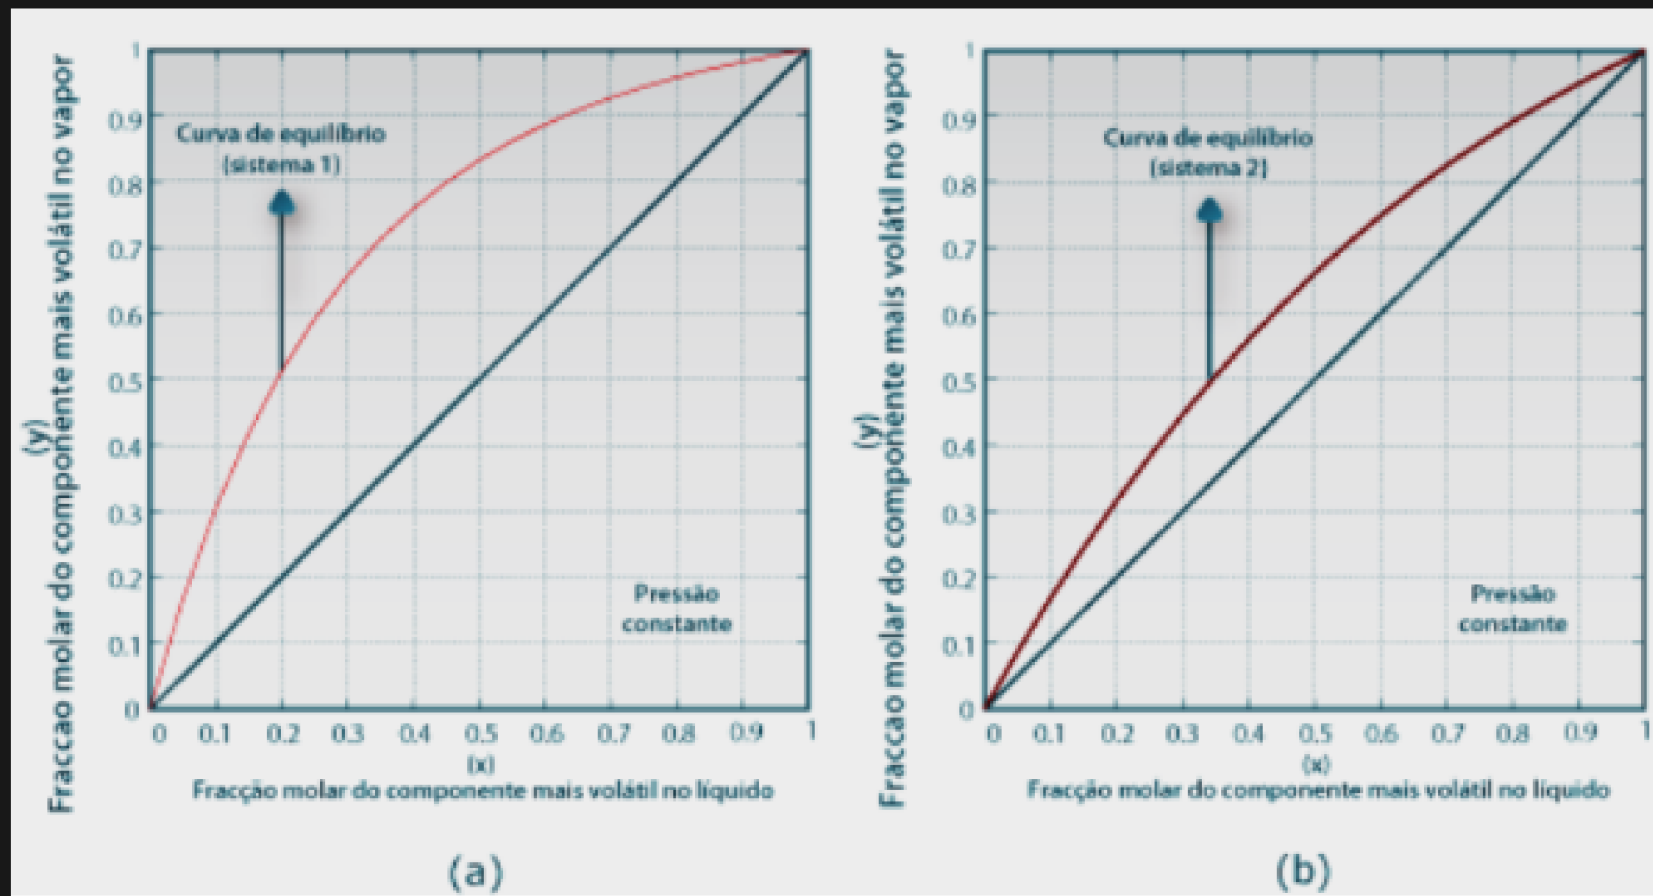 Fraccao molar do componente mais volátil no vapor
(y)
1
0.9
0.8
0.7
0.6
0.5
0.4
0.3
0.2
0.1
0
Curva de equilíbrio
(sistema 1)
Pressão
constante
0 0.1 0.2 0.3 0.4 0.5 0.6 0.7 0.8 0.9 1
(x)
Fracção molar do componente mais volátil no líquido
(a)
Fraccao molar do componente mais volátil no vapor
(y)
1
0.9
0.8
0.7
0.6
0.5
0.4
0.3
0.2
0.1
0
Curva de equilíbrio
(sistema 2)
Pressão
constante
0 0.1 0.2 0.3 0.4 0.5 0.6 0.7 0.8 0.9 1
(x)
Fracção molar do componente mais volátil no líquido
(b)